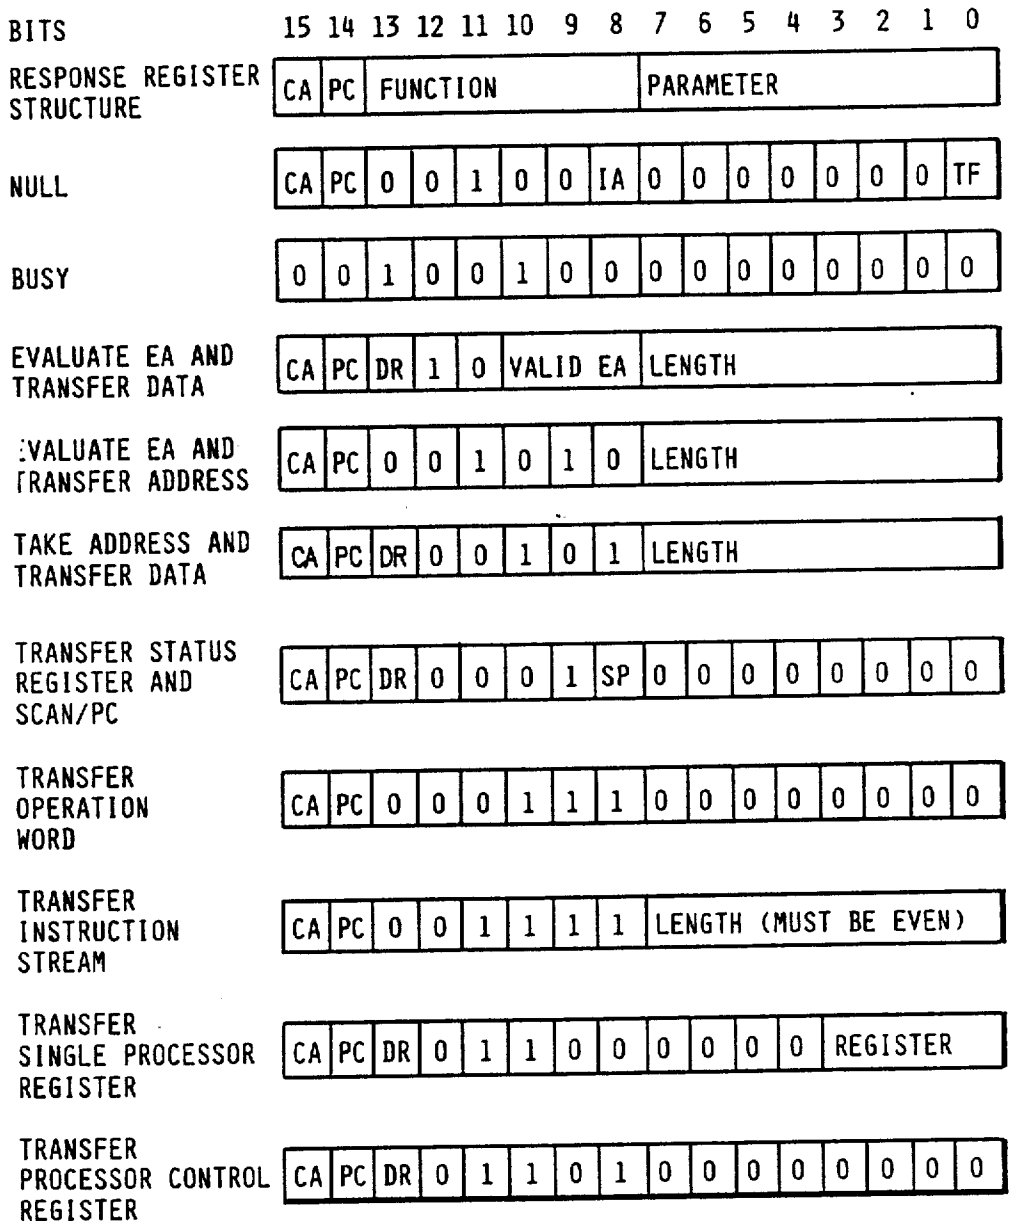 BITS 15 14 13 12 11 10 9 8 7 6 5 4 3 2 1 0
RESPONSE REGISTER
STRUCTURE CA PC FUNCTION PARAMETER
NULL CA PC 0 0 1 0 0 IA 0 0 0 0 0 0 0 TF
BUSY 0 0 1 0 0 1 0 0 0 0 0 0 0 0 0 0
EVALUATE EA AND
TRANSFER DATA CA PC DR 1 0 VALID EA LENGTH
EVALUATE EA AND
TRANSFER ADDRESS CA PC 0 0 1 0 1 0 LENGTH
TAKE ADDRESS AND
TRANSFER DATA CA PC DR 0 0 1 0 1 LENGTH
TRANSFER STATUS
REGISTER AND CA PC DR 0 0 0 1 SP 0 0 0 0 0 0 0 0
SCAN/PC
TRANSFER
OPERATION CA PC 0 0 0 1 1 1 0 0 0 0 0 0 0 0
WORD
TRANSFER
INSTRUCTION CA PC 0 0 1 1 1 1 LENGTH (MUST BE EVEN)
STREAM
TRANSFER
SINGLE PROCESSOR CA PC DR 0 1 1 0 0 0 0 0 0 REGISTER
REGISTER
TRANSFER
PROCESSOR CONTROL CA PC DR 0 1 1 0 1 0 0 0 0 0 0 0 0
REGISTER